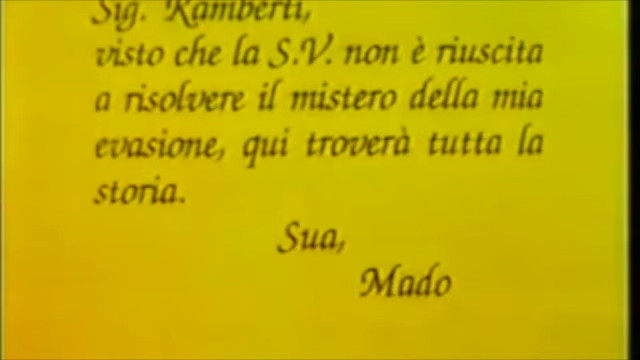 Sig. Ramberti,
visto che la S.V. non è riuscita
a risolvere il mistero della mia
evasione, qui troverà tutta la
storia.
Sua,
Mado